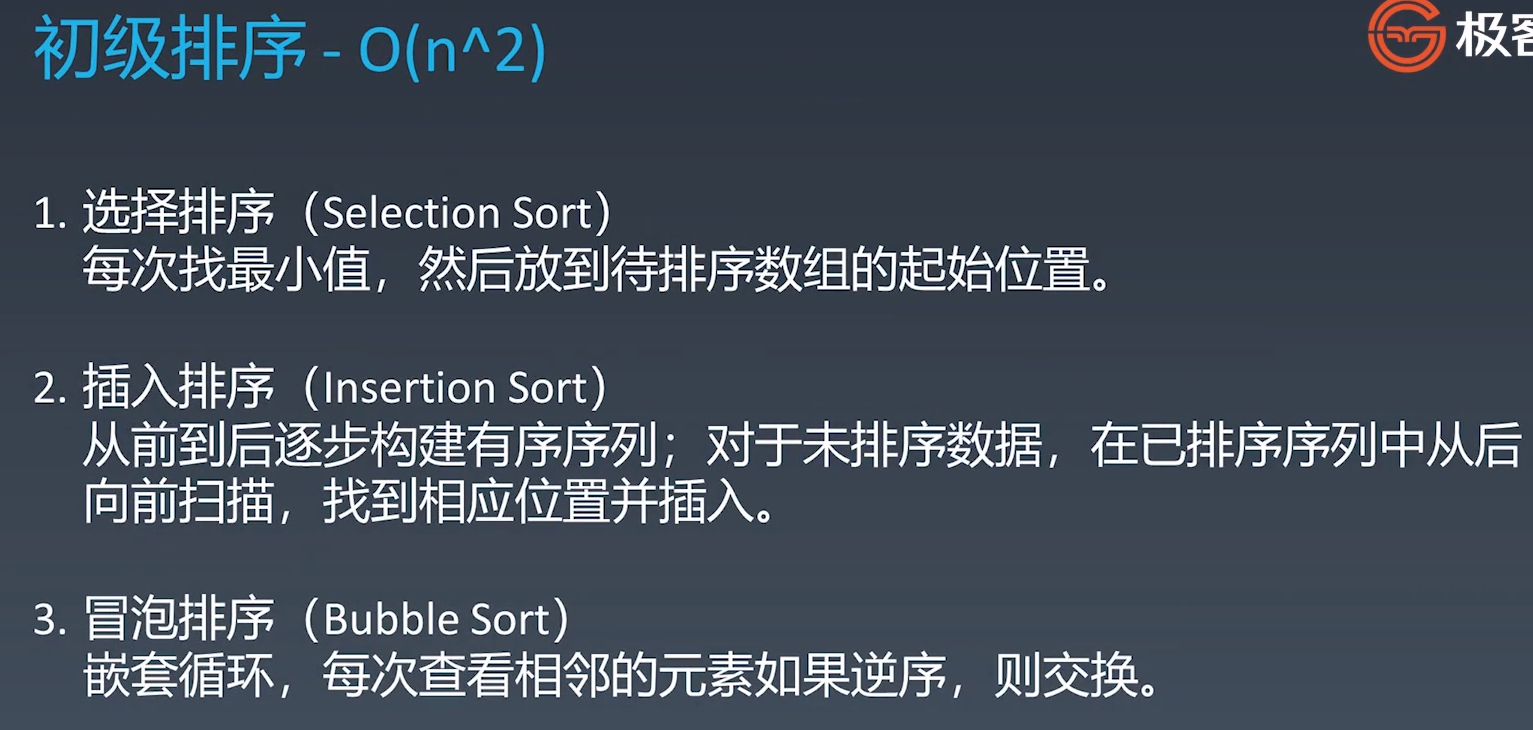 初级排序 - O(n^2)
极客
1. 选择排序（Selection Sort）
每次找最小值，然后放到待排序数组的起始位置。
2. 插入排序（Insertion Sort）
从前到后逐步构建有序序列；对于未排序数据，在已排序序列中从后
向前扫描，找到相应位置并插入。
3. 冒泡排序（Bubble Sort）
嵌套循环，每次查看相邻的元素如果逆序，则交换。